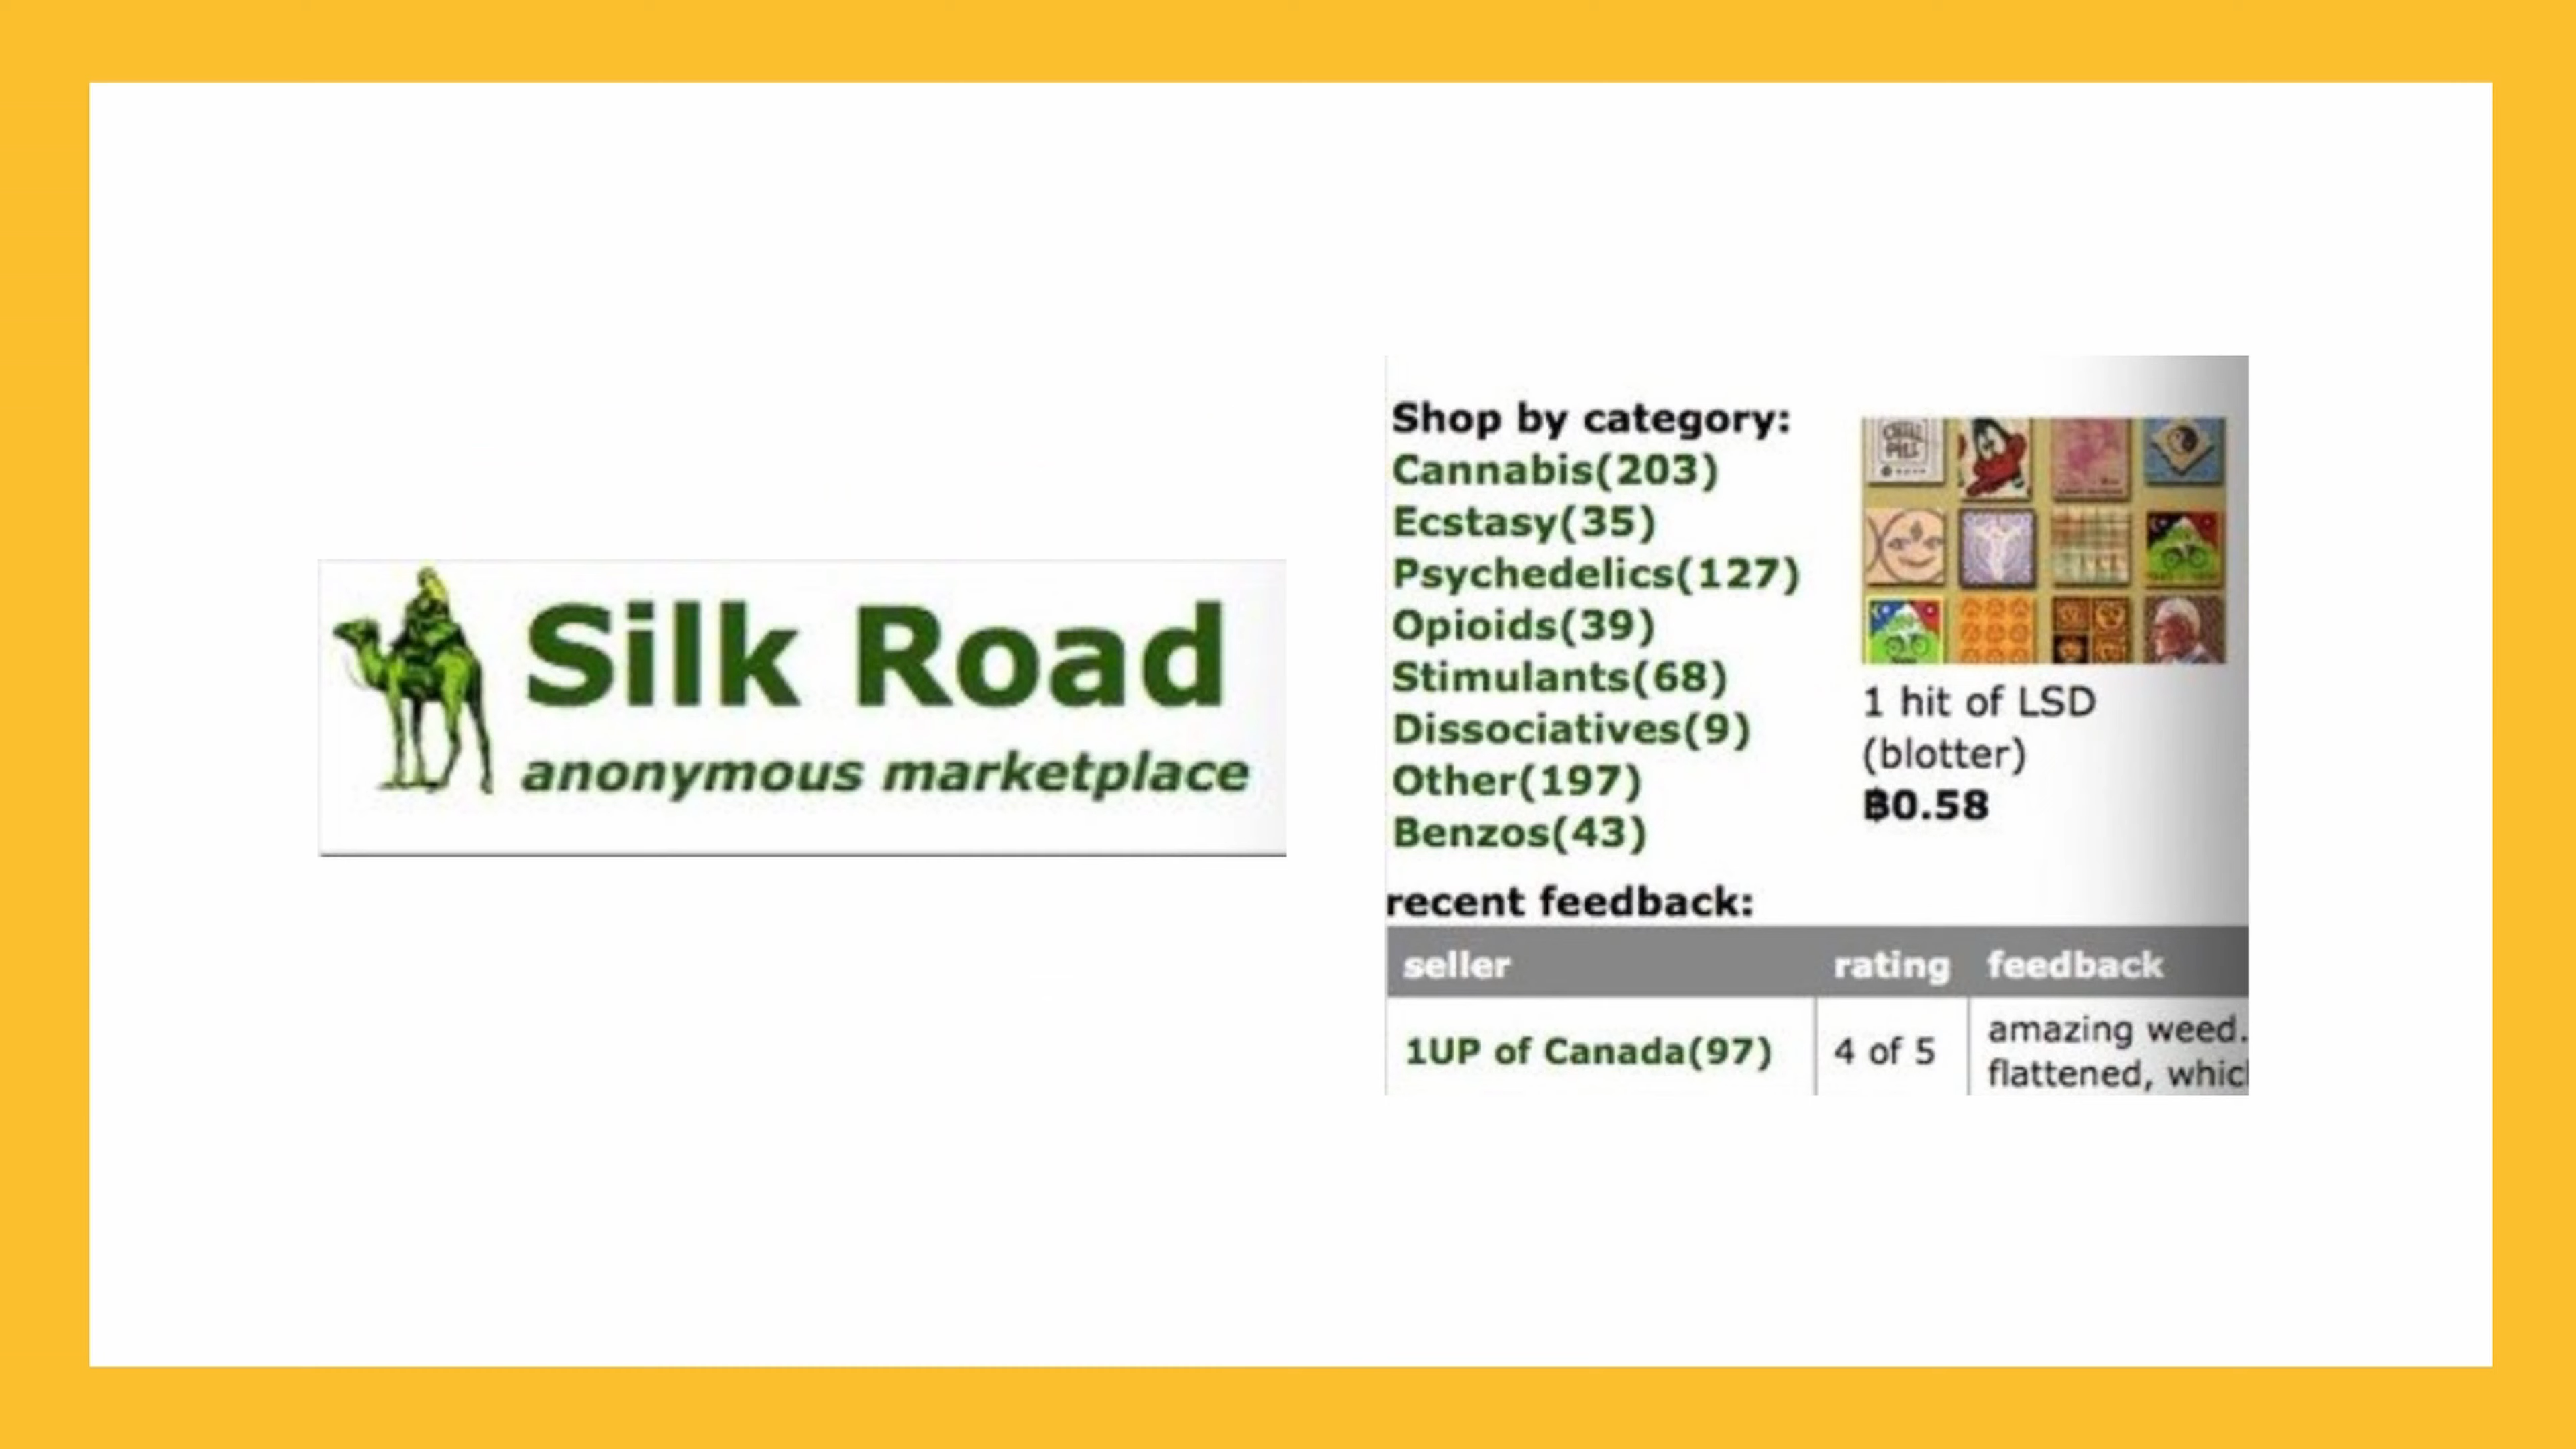 Silk Road
anonymous marketplace
Shop by category:
Cannabis(203)
Ecstasy(35)
Psychedelics(127)
Opioids(39)
Stimulants(68)
Dissociatives(9)
Other(197)
Benzos(43)
CHILL
PILL
1 hit of LSD
(blotter)
฿0.58
recent feedback:
seller rating feedback
1UP of Canada(97) 4 of 5 amazing weed.
flattened,